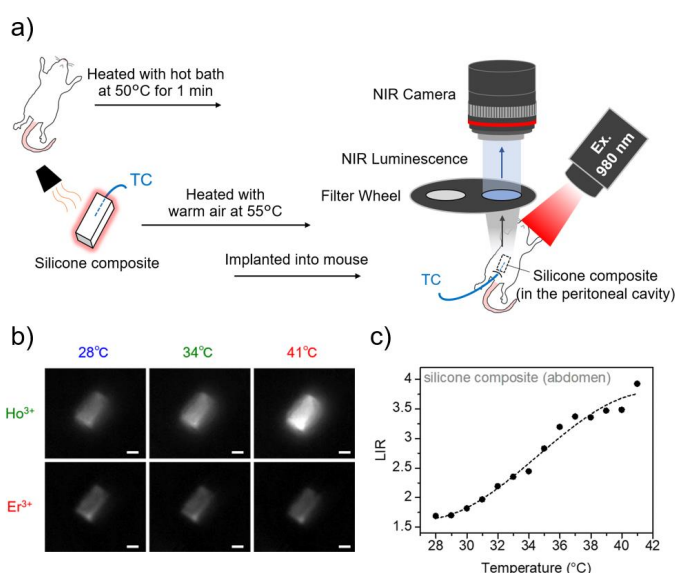 a)
Heated with hot bath
at 50°C for 1 min
NIR Camera
NIR Luminescence
Filter Wheel
Ex.
980 nm
TC
Heated with
warm air at 55°C
Silicone composite
Implanted into mouse
TC
Silicone composite
(in the peritoneal cavity)
b)
28℃
34℃
41℃
Ho³⁺
Er³⁺
c)
silicone composite (abdomen)
4
3.5
3
2.5
2
1.5
LIR
28 30 32 34 36 38 40 42
Temperature (°C)